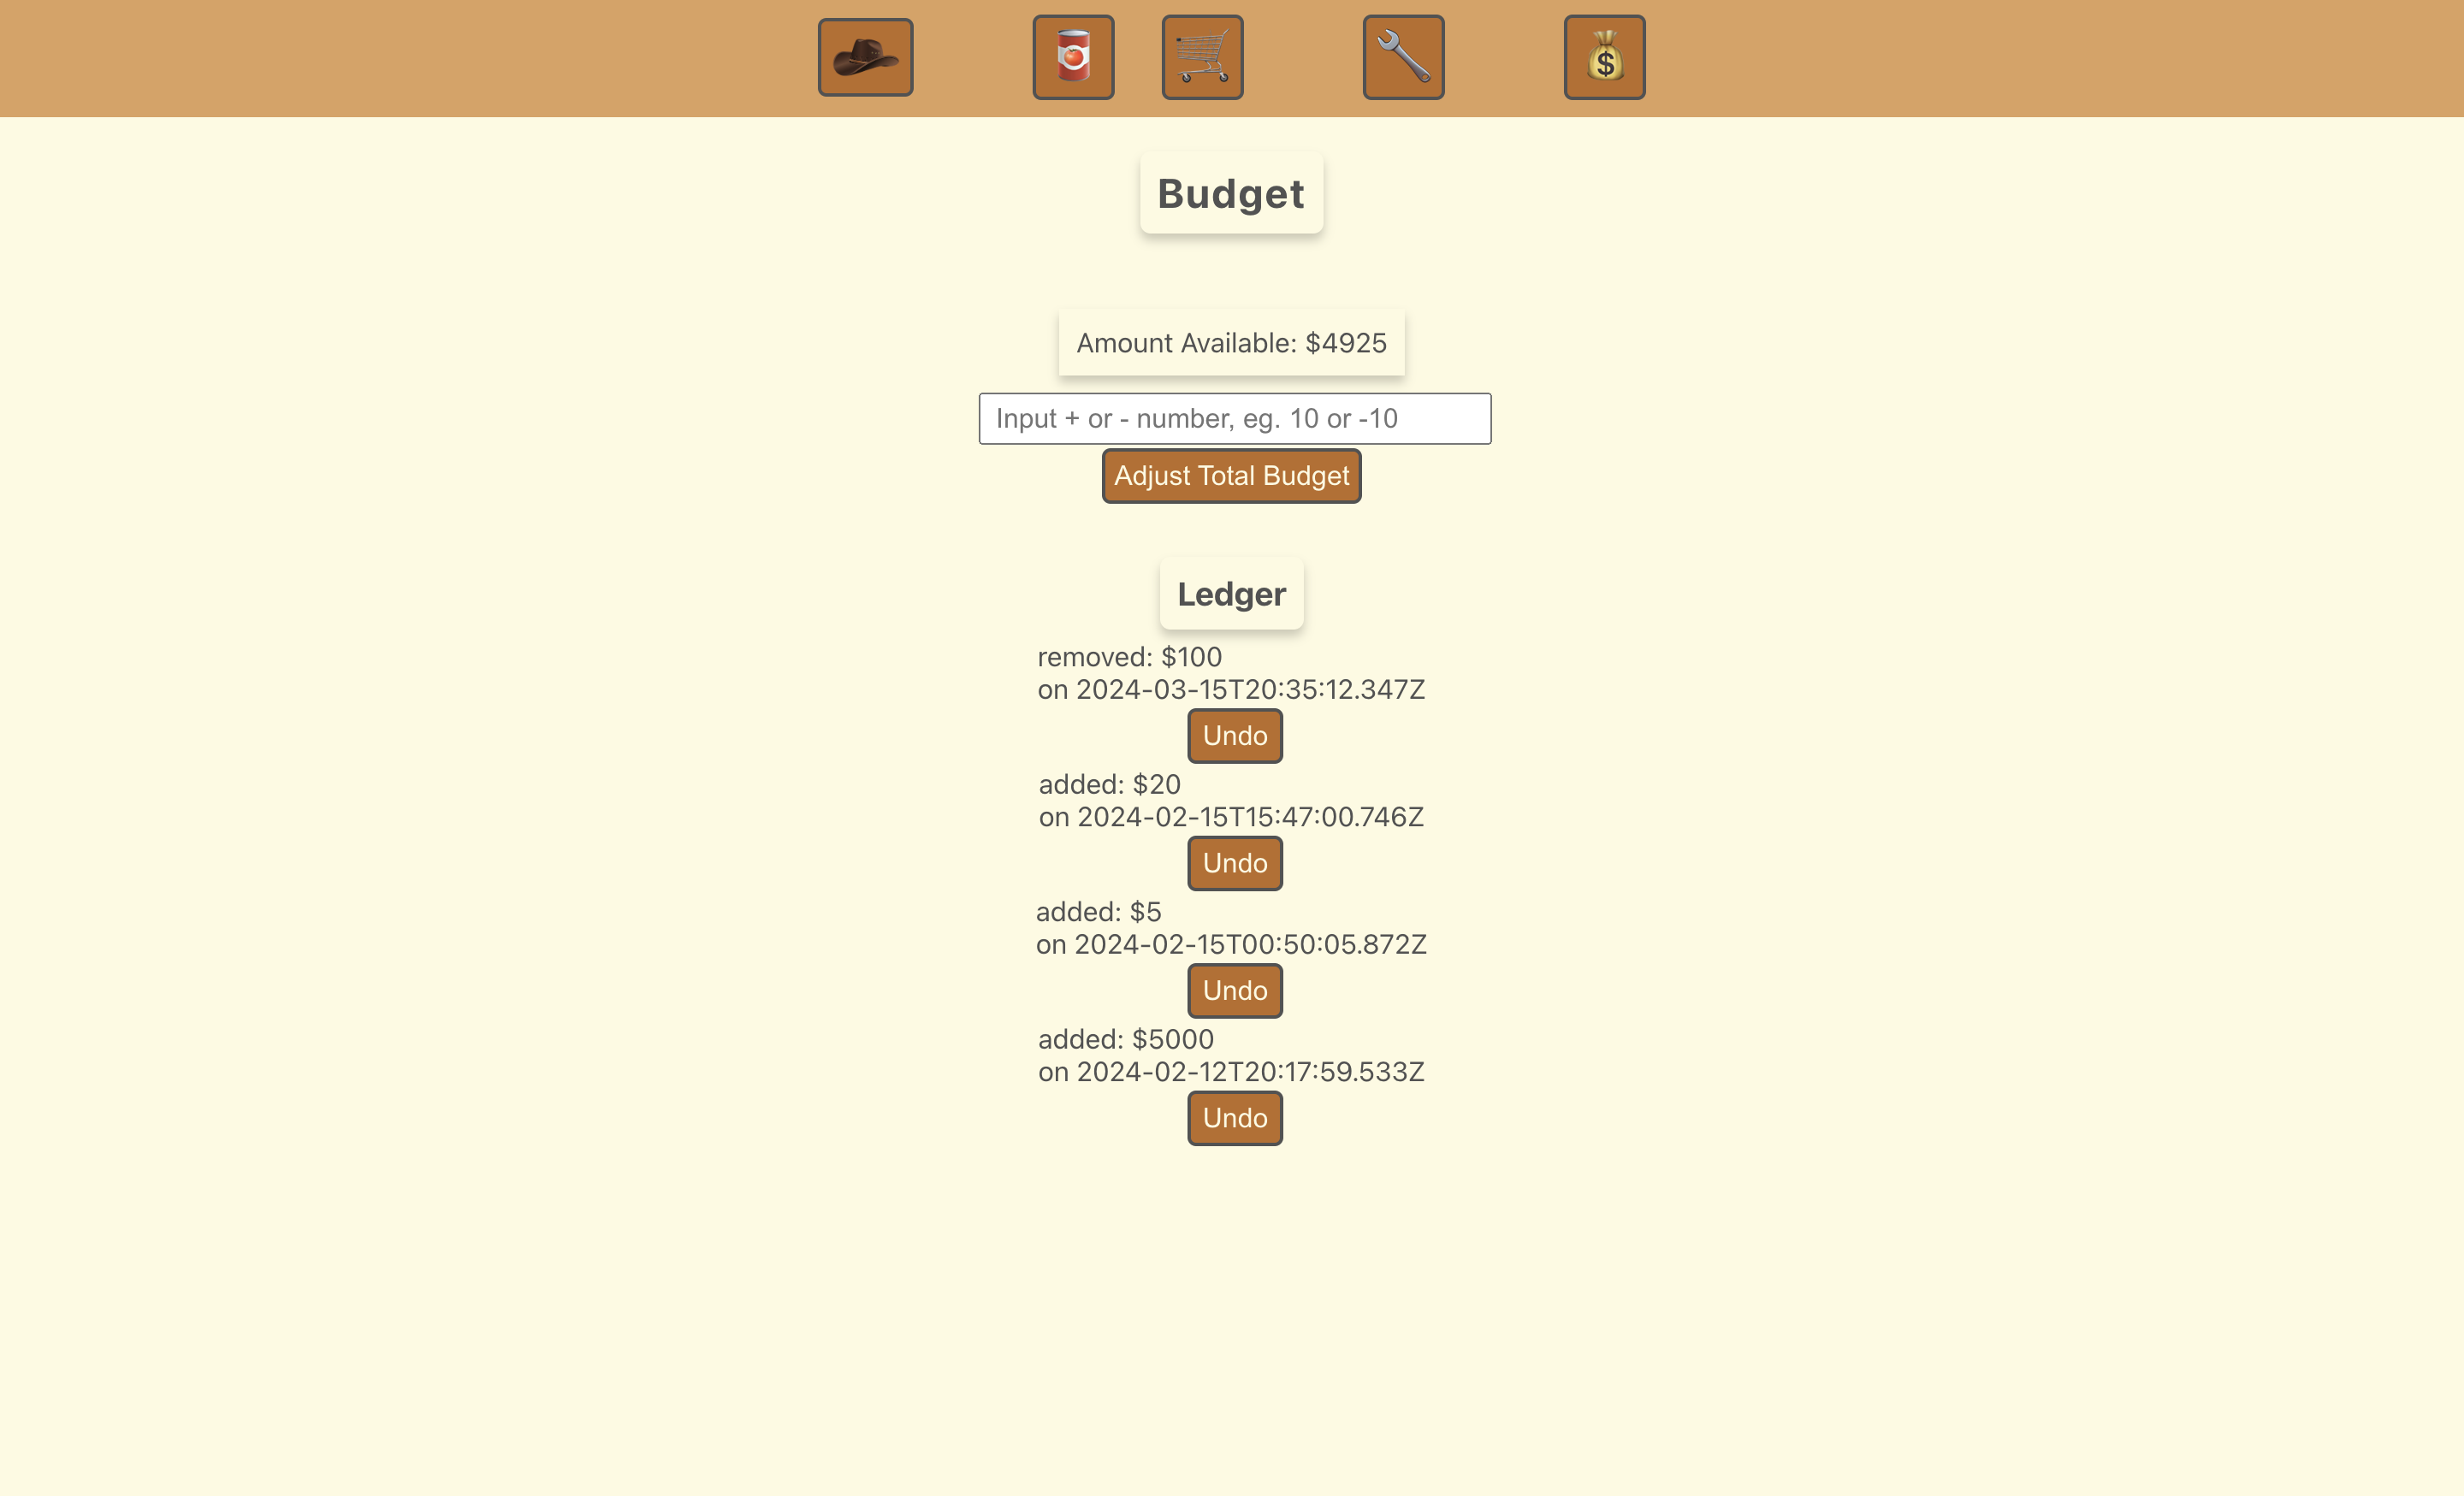 $
Budget
Amount Available: $4925
Input + or - number, eg. 10 or -10
Adjust Total Budget
Ledger
removed: $100
on 2024-03-15T20:35:12.347Z
Undo
added: $20
on 2024-02-15T15:47:00.746Z
Undo
added: $5
on 2024-02-15T00:50:05.872Z
Undo
added: $5000
on 2024-02-12T20:17:59.533Z
Undo